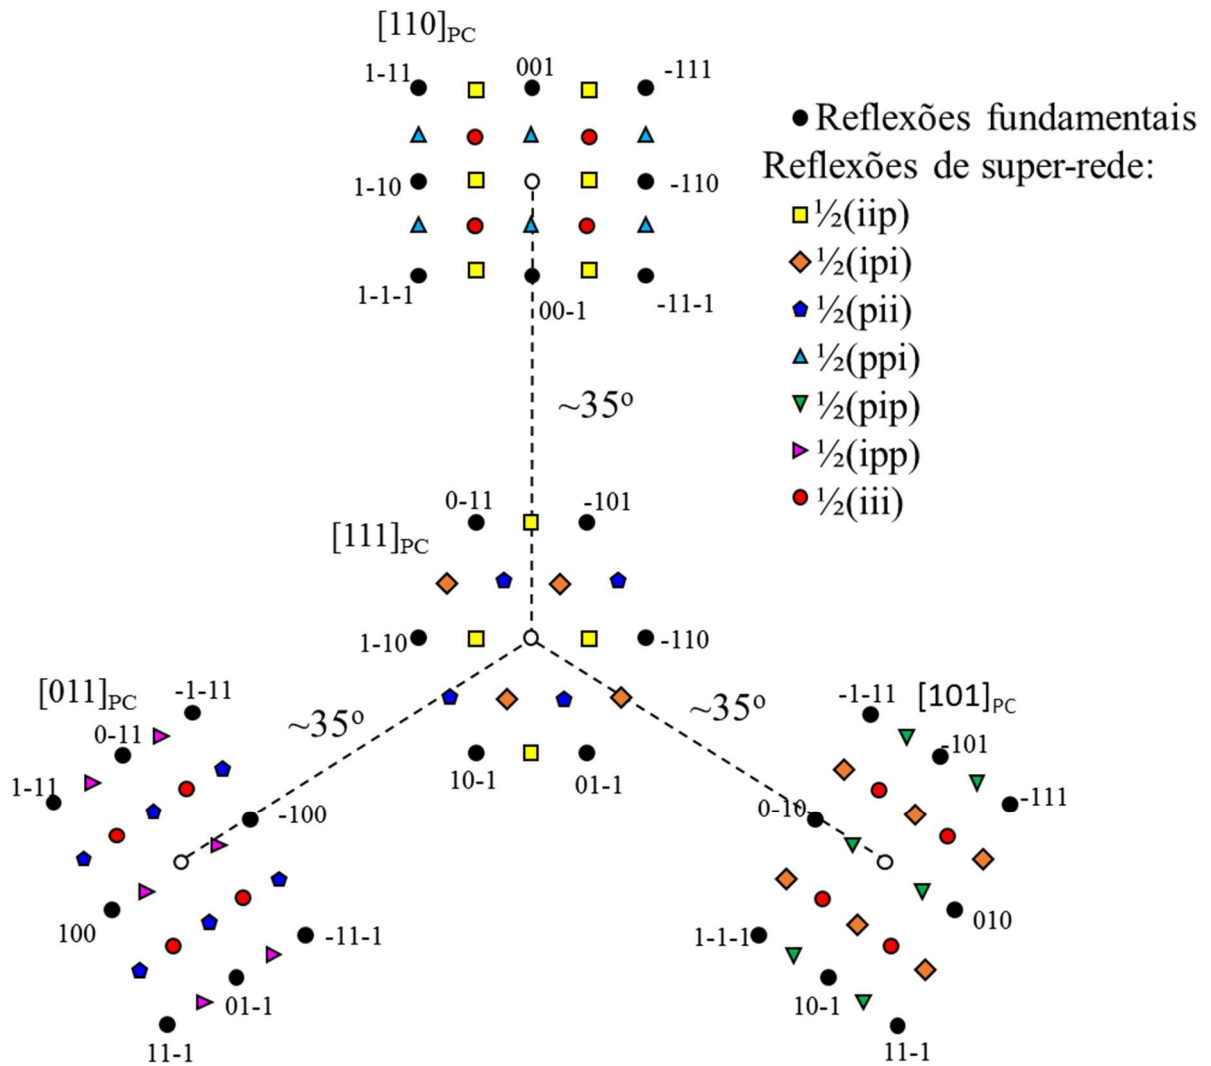 [110]PC
1-11
001
-111
1-10
-110
1-1-1
00-1
-11-1
Reflexões fundamentais
Reflexões de super-rede:
½(iip)
½(ipi)
½(pii)
½(ppi)
½(pip)
½(ipp)
½(iii)
~35º
[111]PC
0-11
-101
1-10
-110
10-1
01-1
~35º
~35º
[011]PC
-1-11
0-11
1-11
-100
100
-11-1
01-1
11-1
[101]PC
-1-11
-101
-111
0-10
010
1-1-1
10-1
11-1